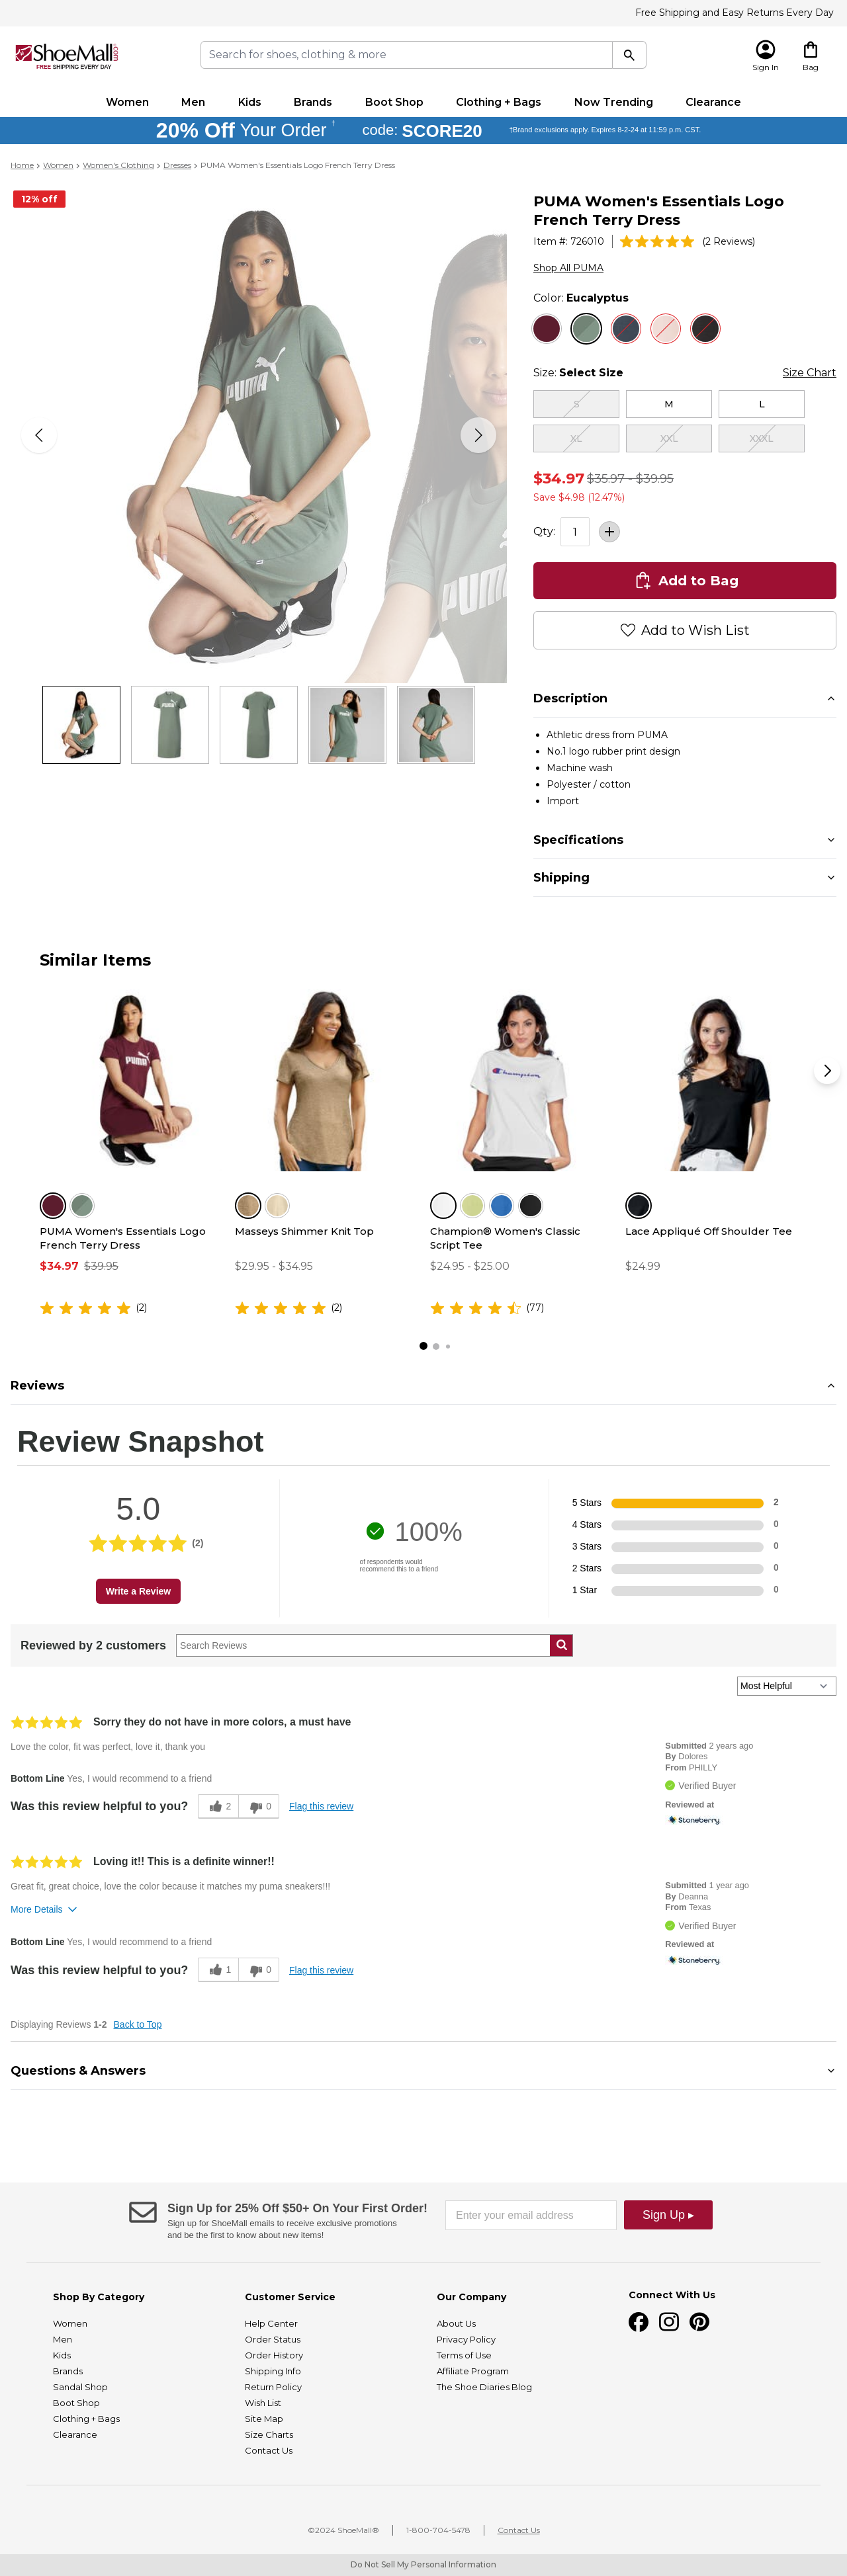 Free Shipping and Easy Returns Every Day
ShoeMall.com
FREE SHIPPING EVERY DAY
Search for shoes, clothing & more
Sign In
Bag
Women Men Kids Brands Boot Shop Clothing + Bags Now Trending Clearance
20% Off Your Order † code: SCORE20 †Brand exclusions apply. Expires 8-2-24 at 11:59 p.m. CST.
Home › Women › Women's Clothing › Dresses › PUMA Women's Essentials Logo French Terry Dress
12% off
PUMA Women's Essentials Logo
French Terry Dress
Item #: 726010 (2 Reviews)
Shop All PUMA
Color: Eucalyptus
Size: Select Size Size Chart
S M L
XL XXL XXXL
$34.97 $35.97 - $39.95
Save $4.98 (12.47%)
Qty: 1 +
Add to Bag
Add to Wish List
Description
• Athletic dress from PUMA
• No.1 logo rubber print design
• Machine wash
• Polyester / cotton
• Import
Specifications
Shipping
Similar Items
PUMA Women's Essentials Logo
French Terry Dress
$34.97 $39.95
(2)
Masseys Shimmer Knit Top
$29.95 - $34.95
(2)
Champion® Women's Classic
Script Tee
$24.95 - $25.00
(77)
Lace Appliqué Off Shoulder Tee
$24.99
Reviews
Review Snapshot
5.0
(2)
Write a Review
100%
of respondents would
recommend this to a friend
5 Stars 2
4 Stars 0
3 Stars 0
2 Stars 0
1 Star 0
Reviewed by 2 customers Search Reviews
Most Helpful
Sorry they do not have in more colors, a must have
Love the color, fit was perfect, love it, thank you
Bottom Line Yes, I would recommend to a friend
Was this review helpful to you? 2 0 Flag this review
Submitted 2 years ago
By Dolores
From PHILLY
Verified Buyer
Reviewed at
Stoneberry
Loving it!! This is a definite winner!!
Great fit, great choice, love the color because it matches my puma sneakers!!!
More Details
Bottom Line Yes, I would recommend to a friend
Was this review helpful to you? 1 0 Flag this review
Submitted 1 year ago
By Deanna
From Texas
Verified Buyer
Reviewed at
Stoneberry
Displaying Reviews 1-2 Back to Top
Questions & Answers
Sign Up for 25% Off $50+ On Your First Order!
Sign up for ShoeMall emails to receive exclusive promotions
and be the first to know about new items!
Enter your email address
Sign Up ▸
Shop By Category
Women
Men
Kids
Brands
Sandal Shop
Boot Shop
Clothing + Bags
Clearance
Customer Service
Help Center
Order Status
Order History
Shipping Info
Return Policy
Wish List
Site Map
Size Charts
Contact Us
Our Company
About Us
Privacy Policy
Terms of Use
Affiliate Program
The Shoe Diaries Blog
Connect With Us
©2024 ShoeMall® 1-800-704-5478 Contact Us
Do Not Sell My Personal Information